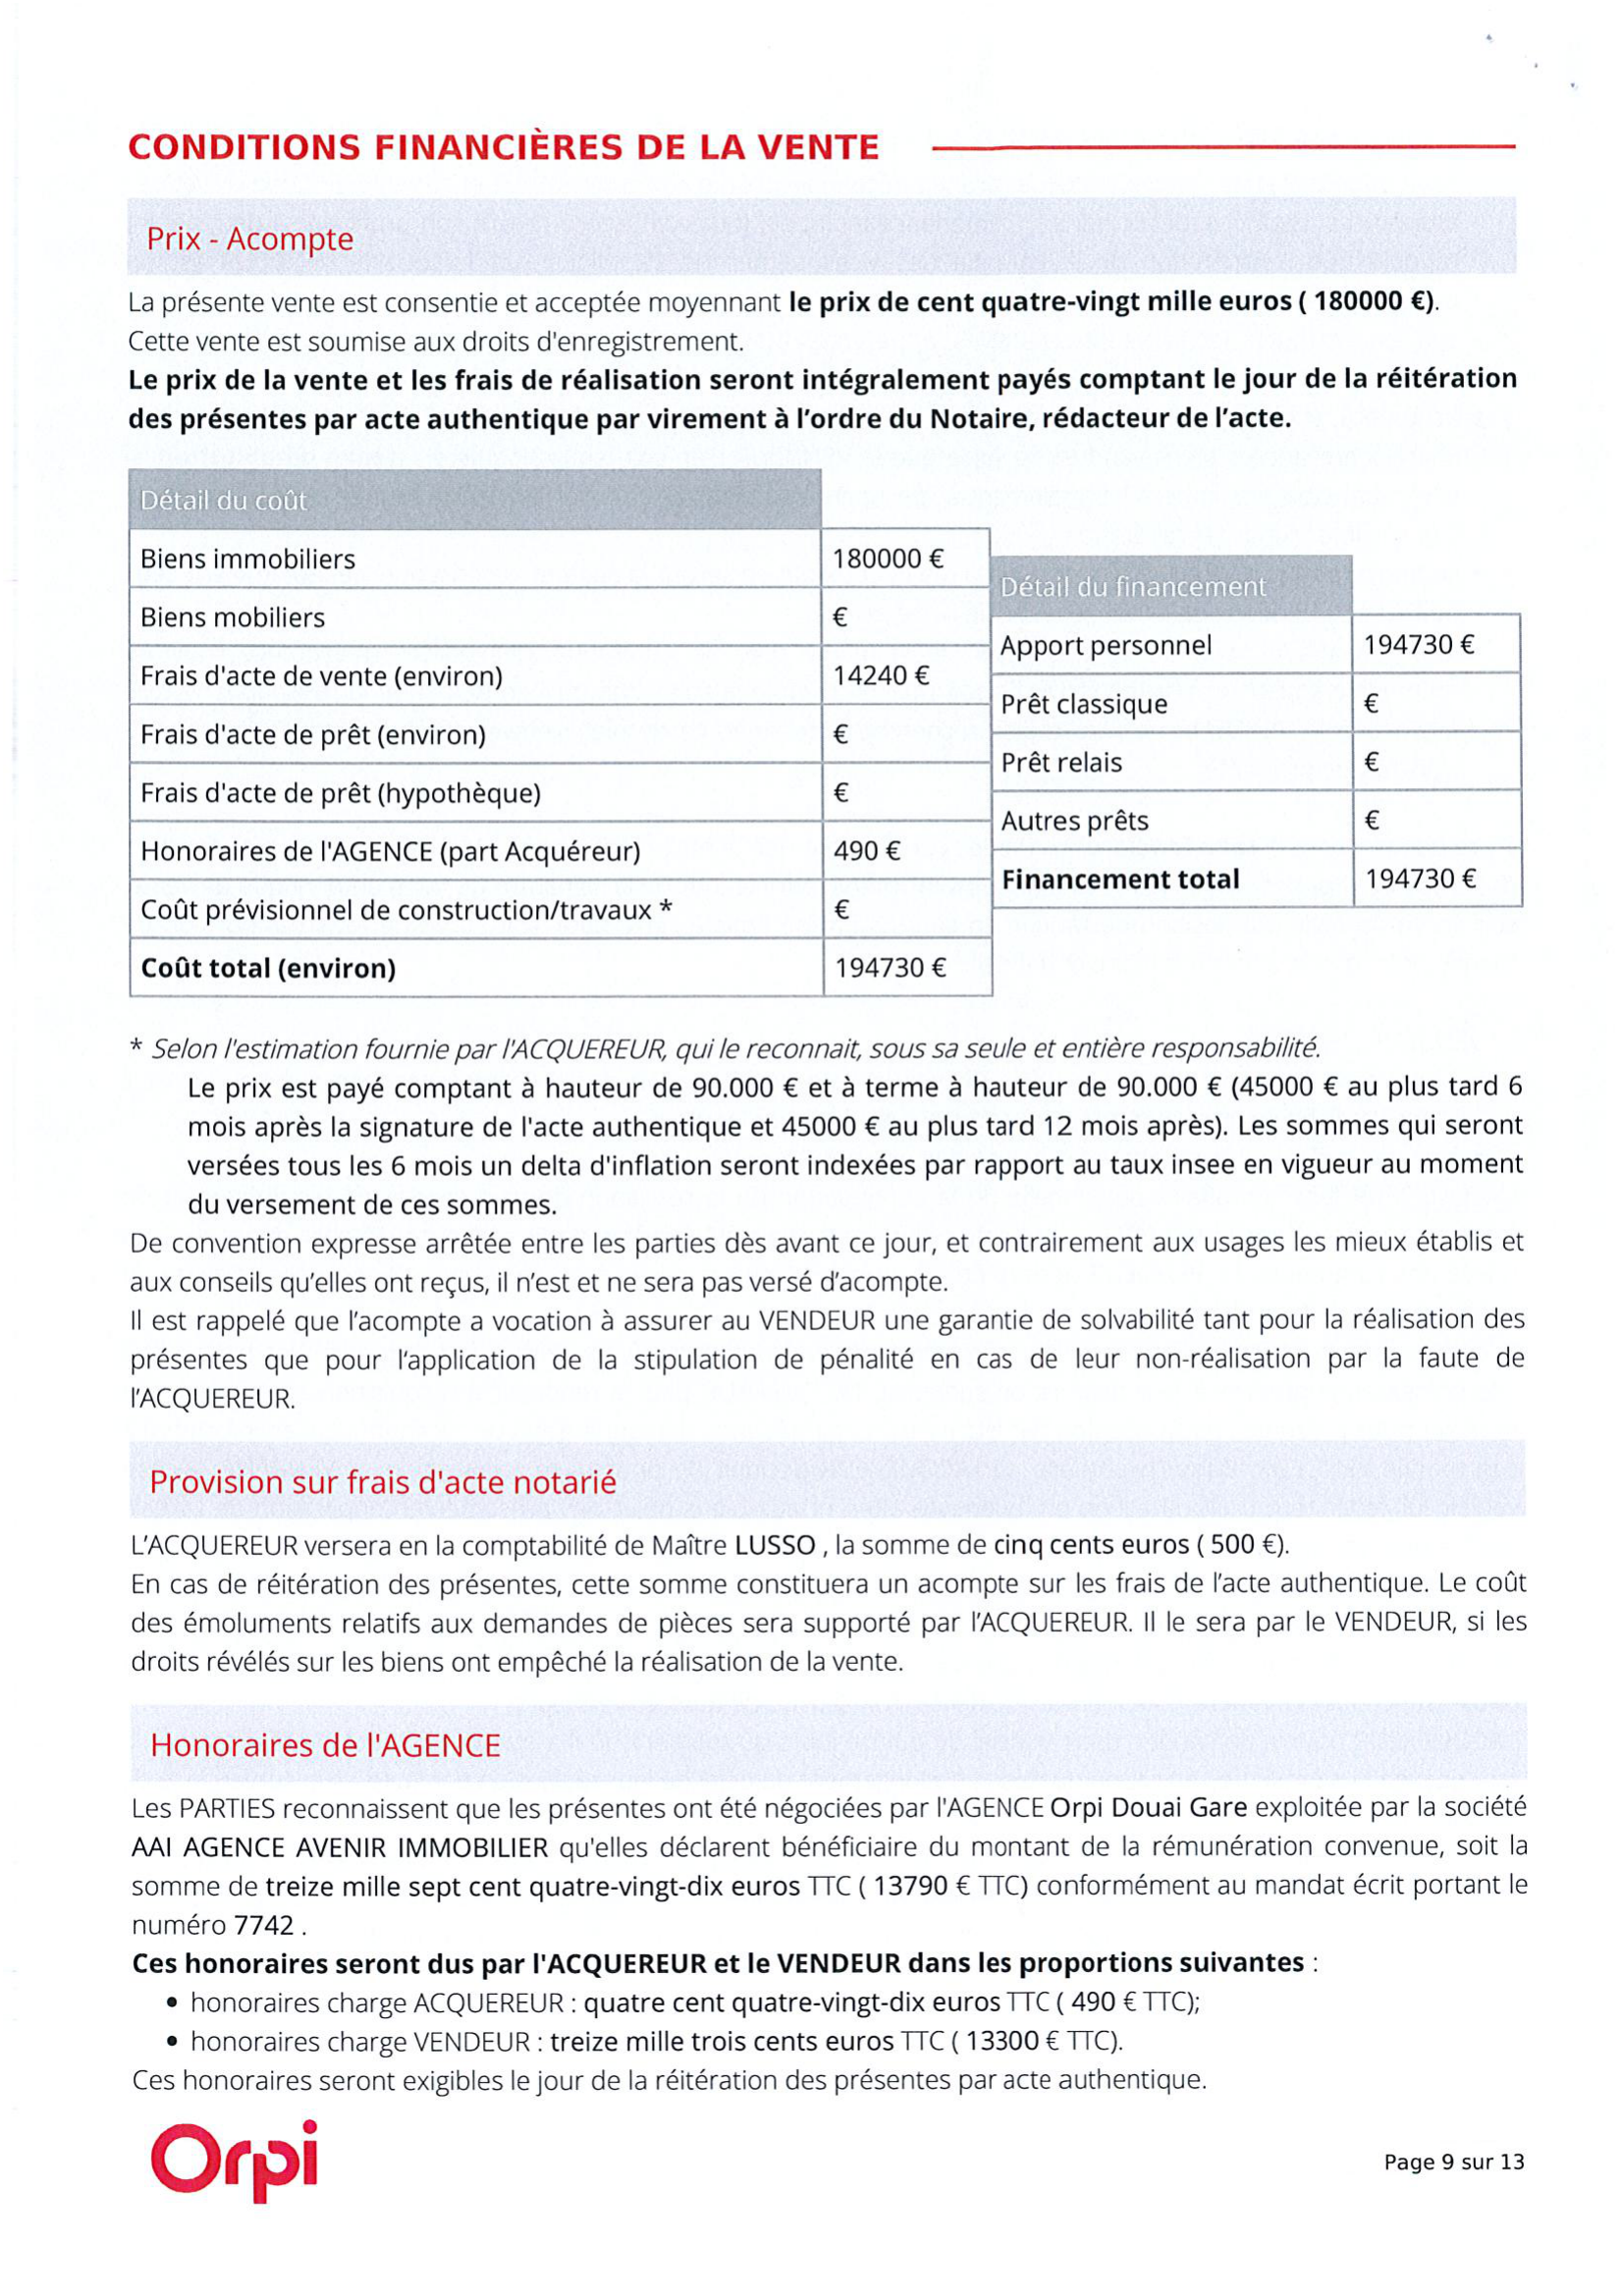 CONDITIONS FINANCIÈRES DE LA VENTE
Prix - Acompte
La présente vente est consentie et acceptée moyennant le prix de cent quatre-vingt mille euros ( 180000 €).
Cette vente est soumise aux droits d'enregistrement.
Le prix de la vente et les frais de réalisation seront intégralement payés comptant le jour de la réitération
des présentes par acte authentique par virement à l’ordre du Notaire, rédacteur de l’acte.
Détail du coût
Biens immobiliers 180000 €
Biens mobiliers €
Frais d'acte de vente (environ) 14240 €
Frais d'acte de prêt (environ) €
Frais d'acte de prêt (hypothèque) €
Honoraires de l'AGENCE (part Acquéreur) 490 €
Coût prévisionnel de construction/travaux * €
Coût total (environ) 194730 €
Détail du financement
Apport personnel 194730 €
Prêt classique €
Prêt relais €
Autres prêts €
Financement total 194730 €
* Selon l'estimation fournie par l'ACQUEREUR, qui le reconnait, sous sa seule et entière responsabilité.
Le prix est payé comptant à hauteur de 90.000 € et à terme à hauteur de 90.000 € (45000 € au plus tard 6
mois après la signature de l'acte authentique et 45000 € au plus tard 12 mois après). Les sommes qui seront
versées tous les 6 mois un delta d'inflation seront indexées par rapport au taux insee en vigueur au moment
du versement de ces sommes.
De convention expresse arrêtée entre les parties dès avant ce jour, et contrairement aux usages les mieux établis et
aux conseils qu’elles ont reçus, il n’est et ne sera pas versé d’acompte.
Il est rappelé que l’acompte a vocation à assurer au VENDEUR une garantie de solvabilité tant pour la réalisation des
présentes que pour l’application de la stipulation de pénalité en cas de leur non-réalisation par la faute de
l’ACQUEREUR.
Provision sur frais d'acte notarié
L’ACQUEREUR versera en la comptabilité de Maître LUSSO , la somme de cinq cents euros ( 500 €).
En cas de réitération des présentes, cette somme constituera un acompte sur les frais de l’acte authentique. Le coût
des émoluments relatifs aux demandes de pièces sera supporté par l’ACQUEREUR. Il le sera par le VENDEUR, si les
droits révélés sur les biens ont empêché la réalisation de la vente.
Honoraires de l'AGENCE
Les PARTIES reconnaissent que les présentes ont été négociées par l'AGENCE Orpi Douai Gare exploitée par la société
AAI AGENCE AVENIR IMMOBILIER qu'elles déclarent bénéficiaire du montant de la rémunération convenue, soit la
somme de treize mille sept cent quatre-vingt-dix euros TTC ( 13790 € TTC) conformément au mandat écrit portant le
numéro 7742 .
Ces honoraires seront dus par l'ACQUEREUR et le VENDEUR dans les proportions suivantes :
• honoraires charge ACQUEREUR : quatre cent quatre-vingt-dix euros TTC ( 490 € TTC);
• honoraires charge VENDEUR : treize mille trois cents euros TTC ( 13300 € TTC).
Ces honoraires seront exigibles le jour de la réitération des présentes par acte authentique.
Orpi
Page 9 sur 13